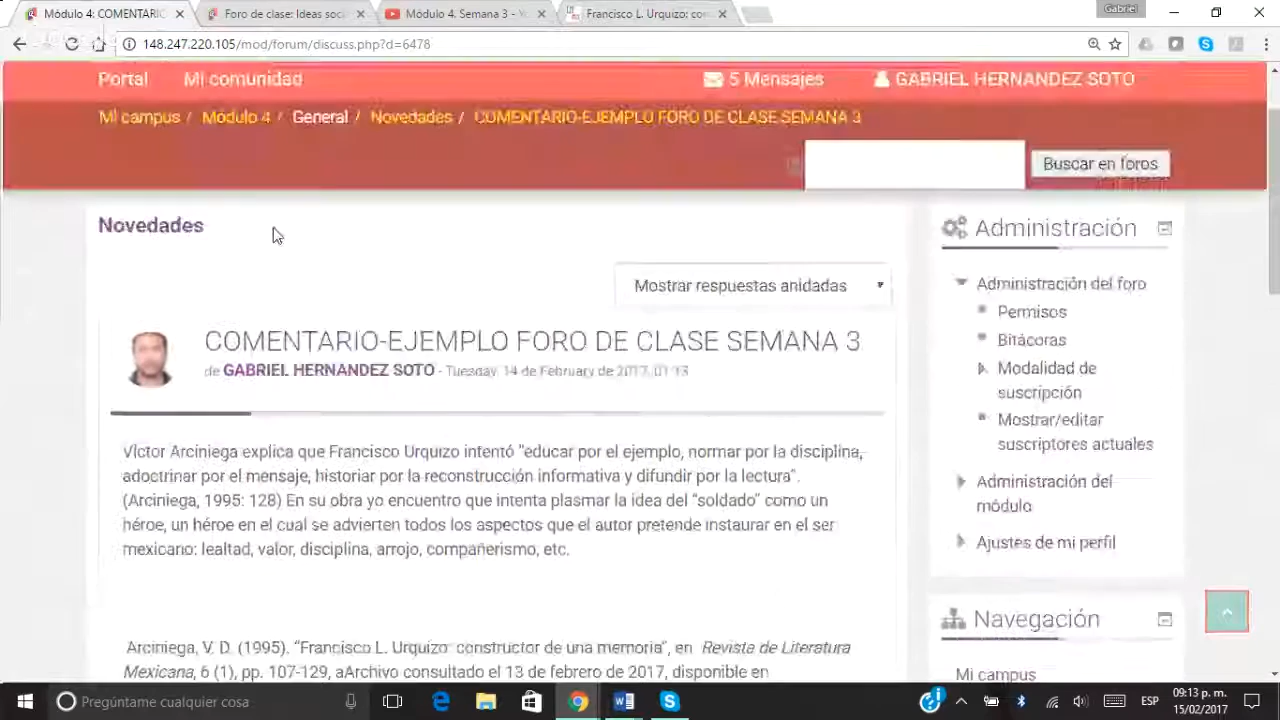 Módulo 4: COMENTARIO
Foro de clase: Ideas soci
Módulo 4. Semana 3 - Yo
Francisco L. Urquizo: con
Gabriel
148.247.220.105/mod/forum/discuss.php?d=6478
Portal Mi comunidad 5 Mensajes GABRIEL HERNANDEZ SOTO
Mi campus / Módulo 4 / General / Novedades / COMENTARIO-EJEMPLO FORO DE CLASE SEMANA 3
Buscar en foros
Novedades
Mostrar respuestas anidadas
COMENTARIO-EJEMPLO FORO DE CLASE SEMANA 3
de GABRIEL HERNANDEZ SOTO - Tuesday, 14 de February de 2017, 01:13
Víctor Arciniega explica que Francisco Urquizo intentó "educar por el ejemplo, normar por la disciplina,
adoctrinar por el mensaje, historiar por la reconstrucción informativa y difundir por la lectura".
(Arciniega, 1995: 128) En su obra yo encuentro que intenta plasmar la idea del "soldado" como un
héroe, un héroe en el cual se advierten todos los aspectos que el autor pretende instaurar en el ser
mexicano: lealtad, valor, disciplina, arrojo, compañerismo, etc.
Arciniega, V. D. (1995). "Francisco L. Urquizo: constructor de una memoria", en Revista de Literatura
Mexicana, 6 (1), pp. 107-129, aArchivo consultado el 13 de febrero de 2017, disponible en
Administración
Administración del foro
Permisos
Bitácoras
Modalidad de
suscripción
Mostrar/editar
suscriptores actuales
Administración del
módulo
Ajustes de mi perfil
Navegación
Mi campus
Pregúntame cualquier cosa
ESP
09:13 p. m.
15/02/2017